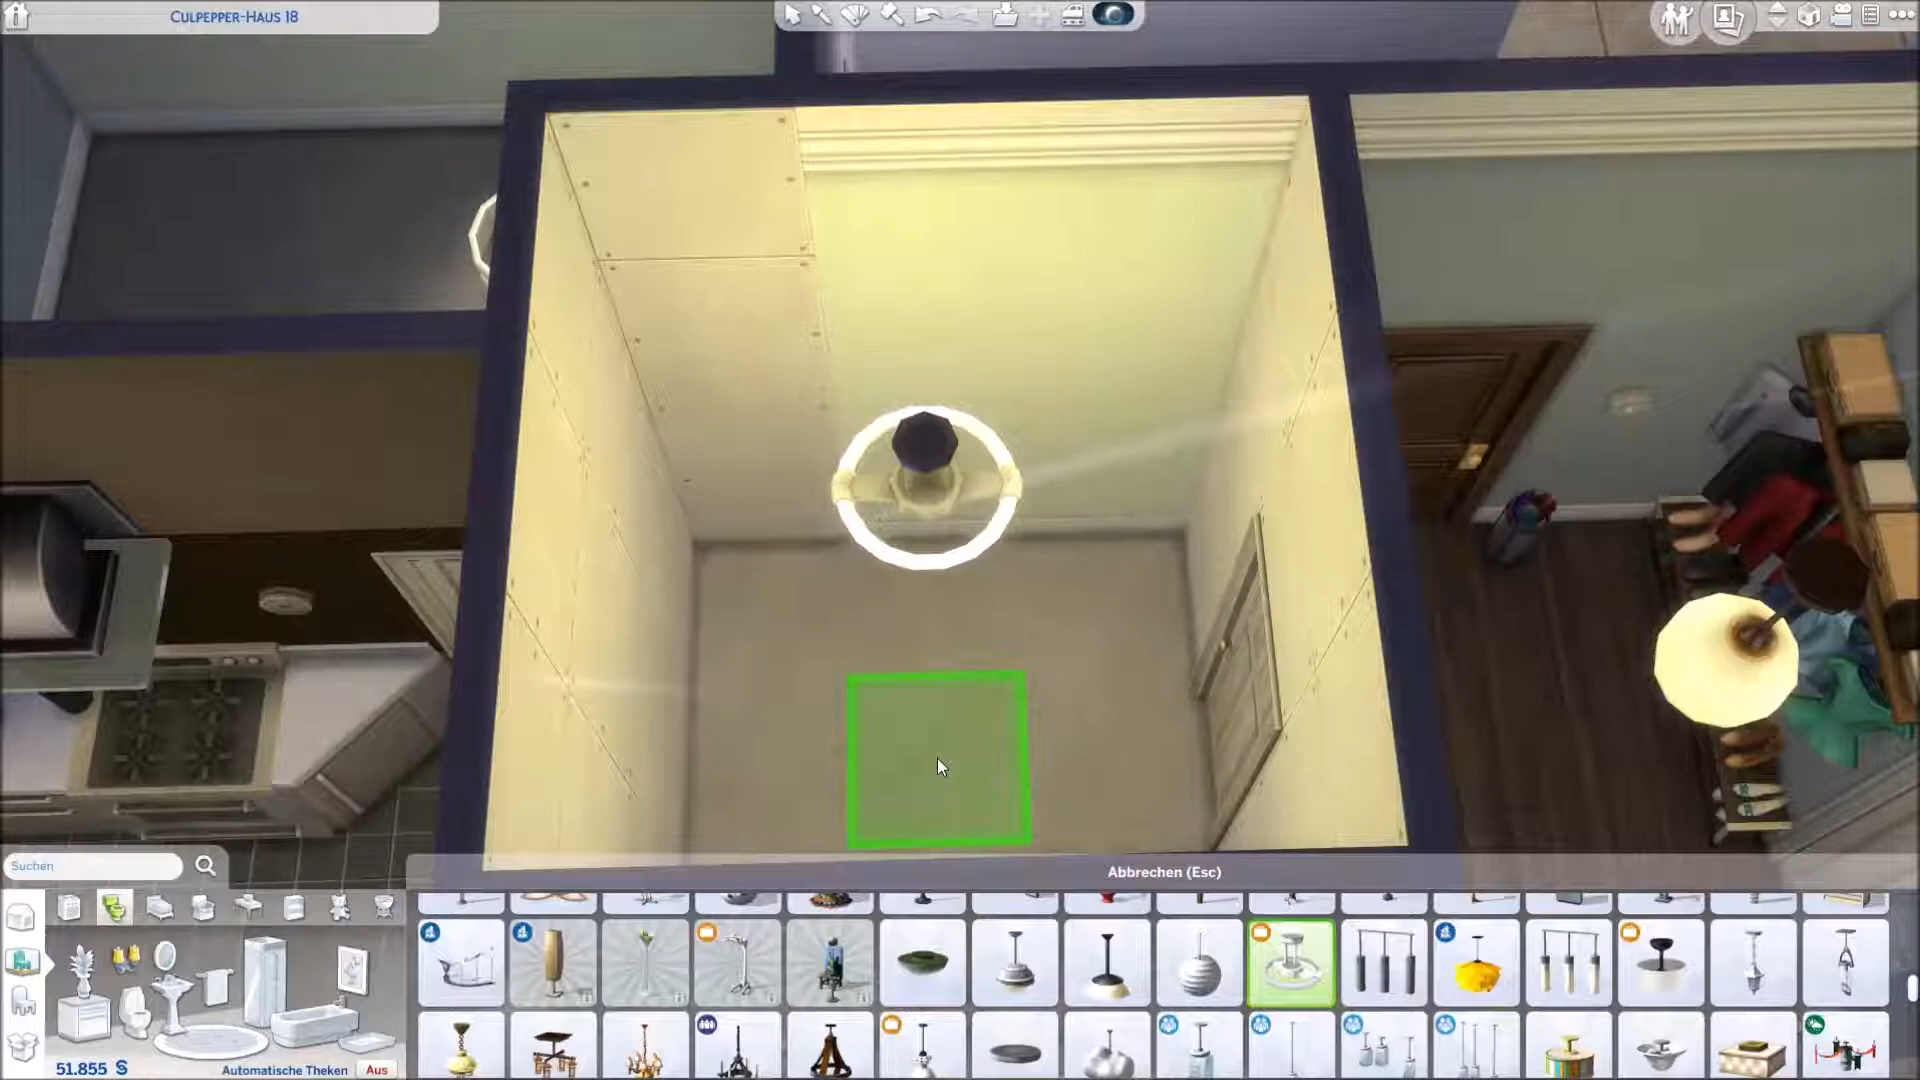 Culpepper-Haus 18
Suchen
Abbrechen (Esc)
51.855 S
Automatische Theken Aus